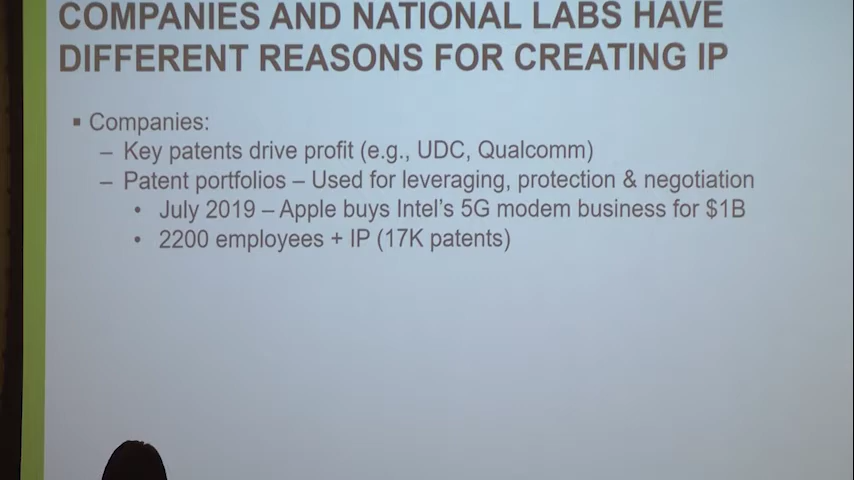 COMPANIES AND NATIONAL LABS HAVE
DIFFERENT REASONS FOR CREATING IP
▪ Companies:
– Key patents drive profit (e.g., UDC, Qualcomm)
– Patent portfolios – Used for leveraging, protection & negotiation
• July 2019 – Apple buys Intel's 5G modem business for $1B
• 2200 employees + IP (17K patents)